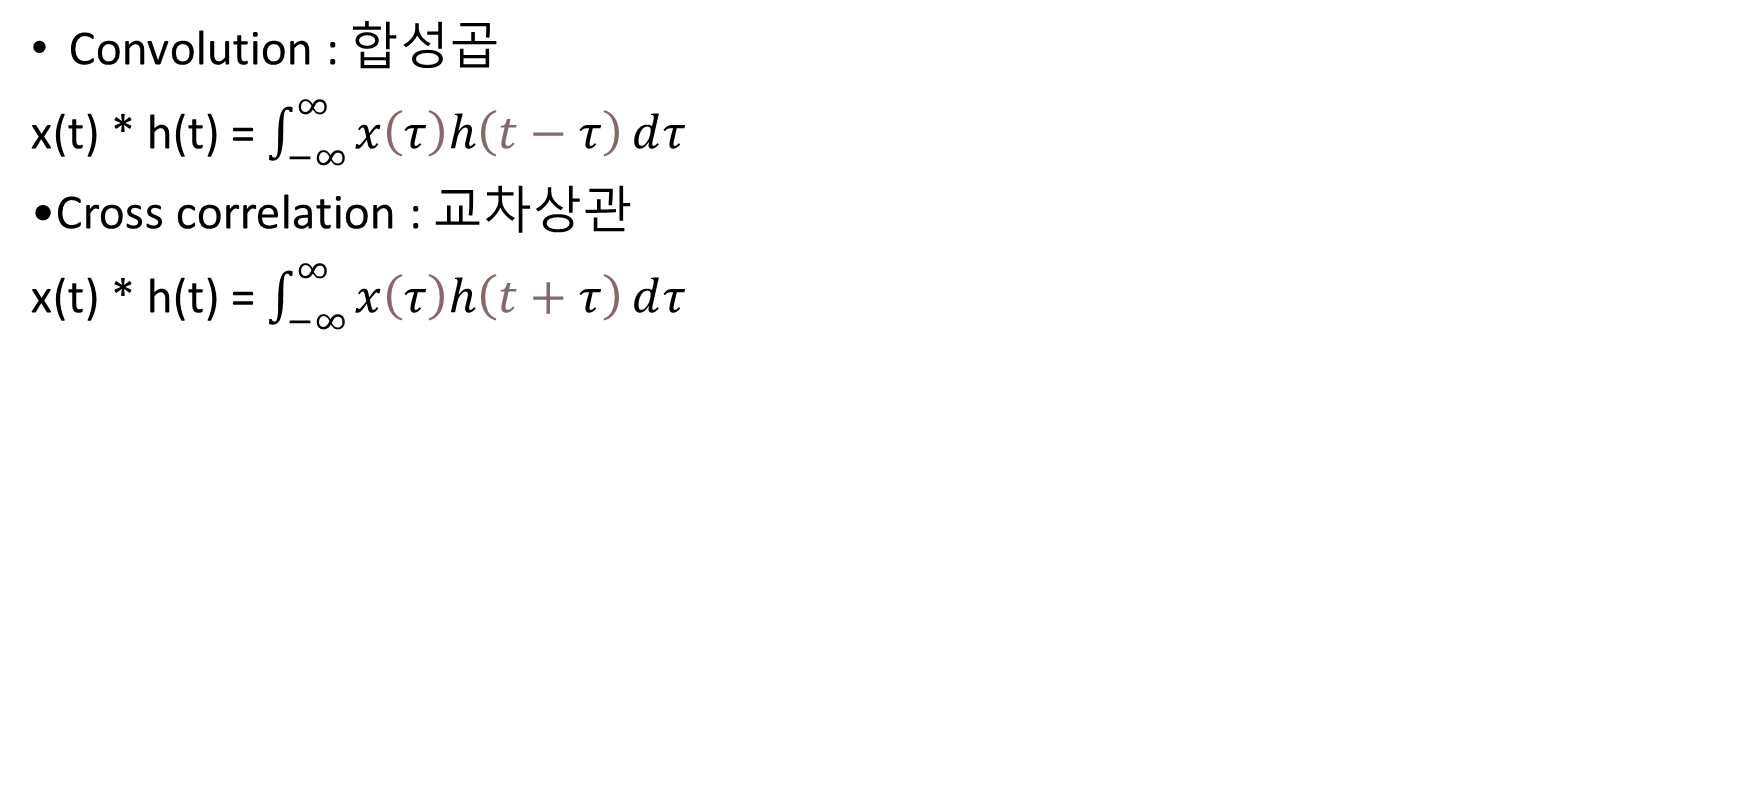 • Convolution : 합성곱
x(t) * h(t) = ∫_{−∞}^{∞} x(τ)h(t − τ) dτ
•Cross correlation : 교차상관
x(t) * h(t) = ∫_{−∞}^{∞} x(τ)h(t + τ) dτ